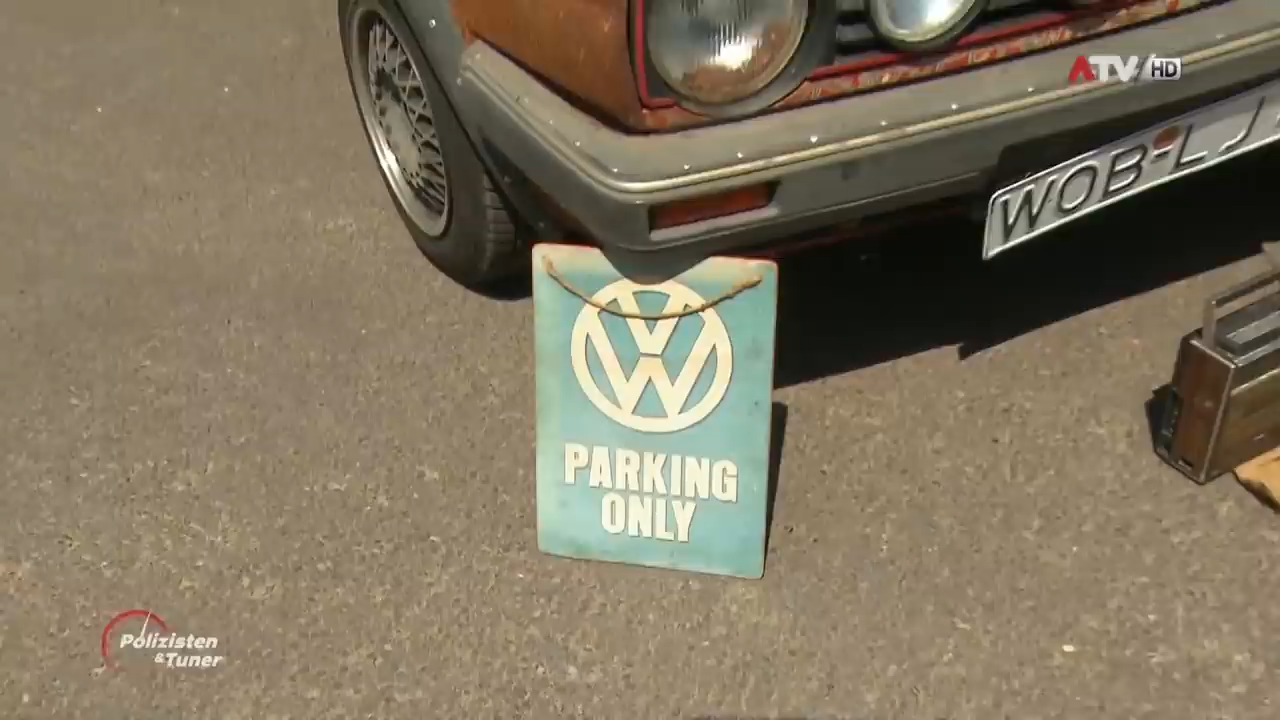 ATV HD
WOB-LJ
VW
PARKING
ONLY
Polizisten
&Tuner